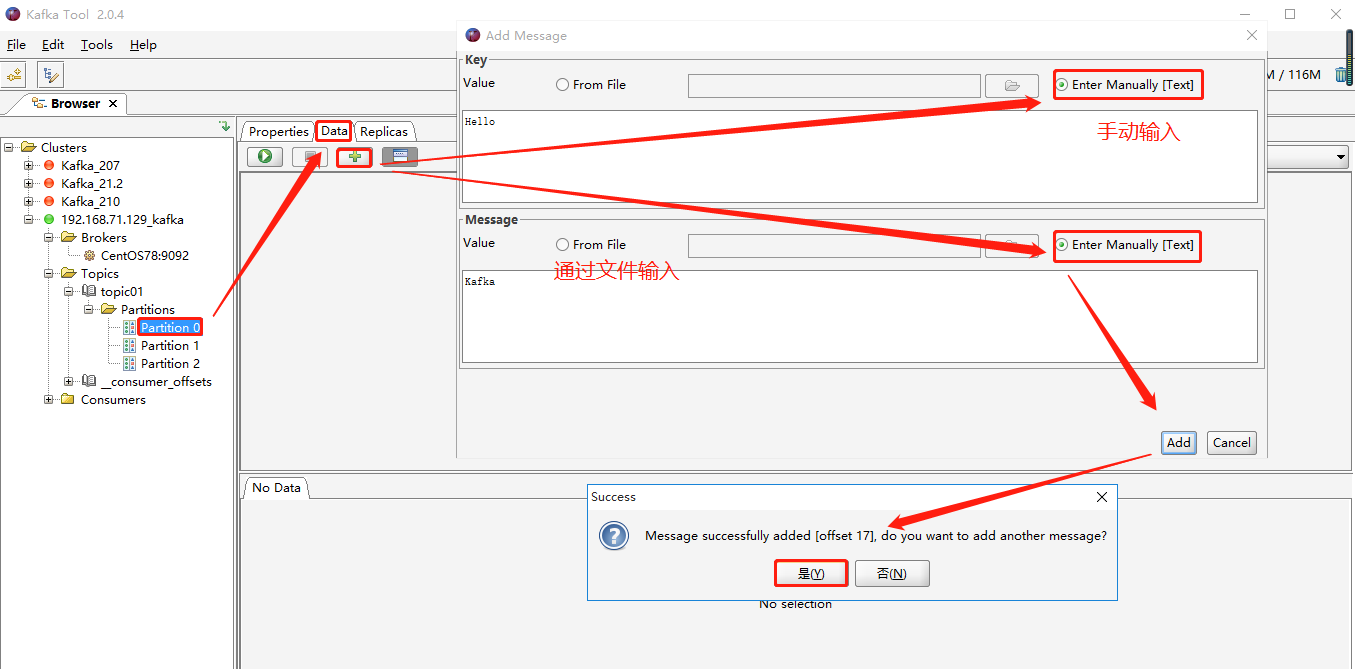 Kafka Tool 2.0.4
File Edit Tools Help
Browser
Clusters
Kafka_207
Kafka_21.2
Kafka_210
192.168.71.129_kafka
Brokers
CentOS78:9092
Topics
topic01
Partitions
Partition 0
Partition 1
Partition 2
__consumer_offsets
Consumers
Properties Data Replicas
Add Message
Key
Value From File Enter Manually [Text]
Hello
手动输入
Message
Value From File Enter Manually [Text]
通过文件输入
Kafka
Add Cancel
/ 116M
No Data
Success
Message successfully added [offset 17], do you want to add another message?
是(Y) 否(N)
No selection